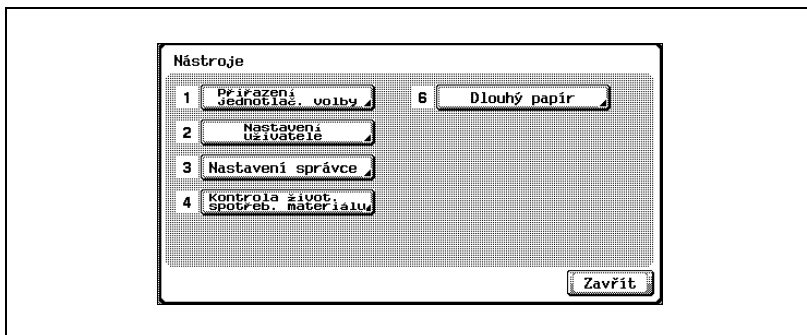 Nástroje
1 Přiřazení
jednotlač. volby
2 Nastavení
uživatele
3 Nastavení správce
4 Kontrola život.
spotřeb. materiálu
6 Dlouhý papír
Zavřít